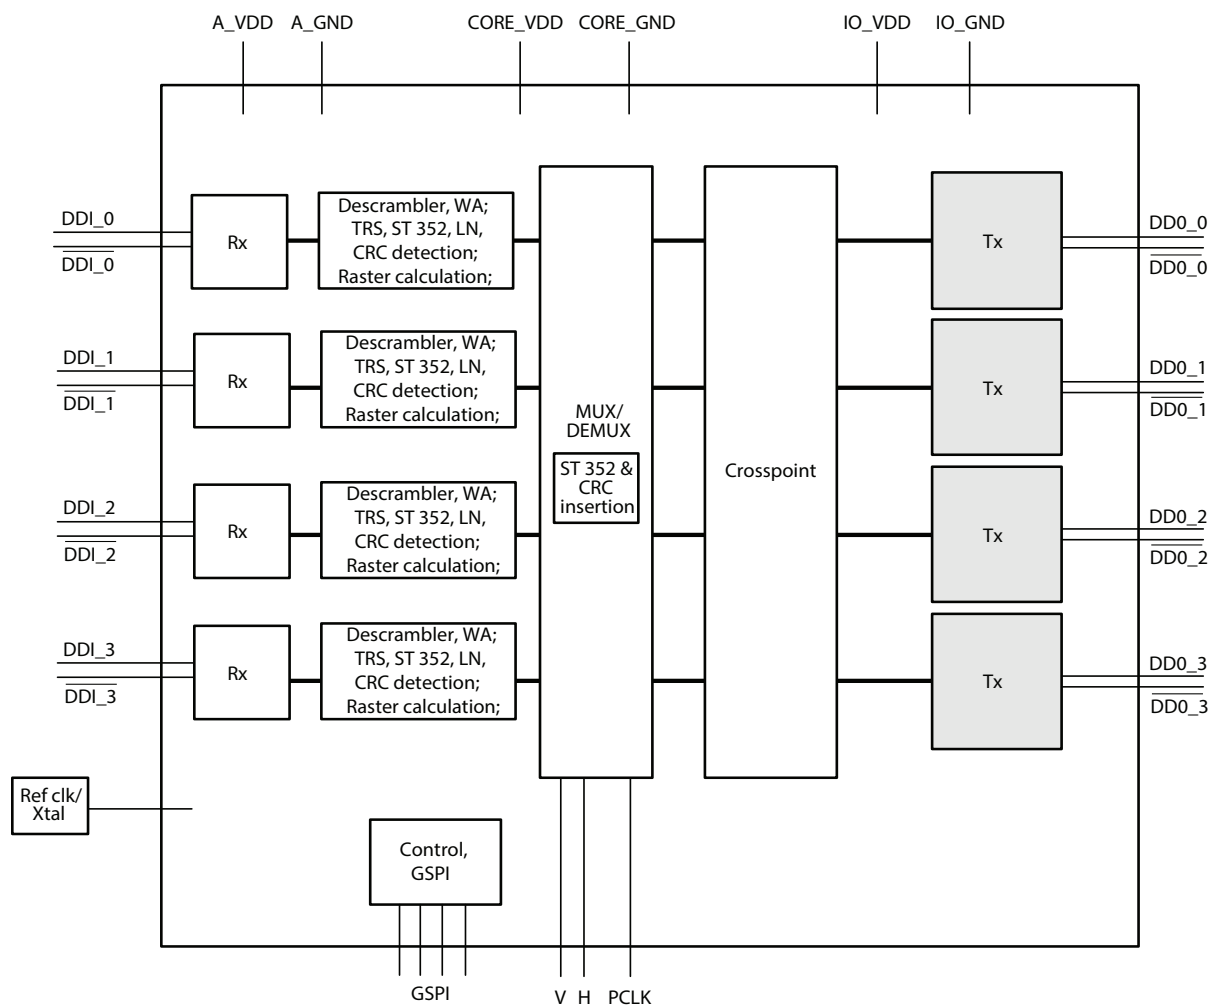 A_VDD A_GND CORE_VDD CORE_GND IO_VDD IO_GND
DDI_0
DDI_0
Rx
Descrambler, WA;
TRS, ST 352, LN,
CRC detection;
Raster calculation;
Tx
DD0_0
DD0_0
DDI_1
DDI_1
Rx
Descrambler, WA;
TRS, ST 352, LN,
CRC detection;
Raster calculation;
Tx
DD0_1
DD0_1
MUX/
DEMUX
ST 352 &
CRC
insertion
Crosspoint
DDI_2
DDI_2
Rx
Descrambler, WA;
TRS, ST 352, LN,
CRC detection;
Raster calculation;
Tx
DD0_2
DD0_2
DDI_3
DDI_3
Rx
Descrambler, WA;
TRS, ST 352, LN,
CRC detection;
Raster calculation;
Tx
DD0_3
DD0_3
Ref clk/
Xtal
Control,
GSPI
GSPI
V H PCLK